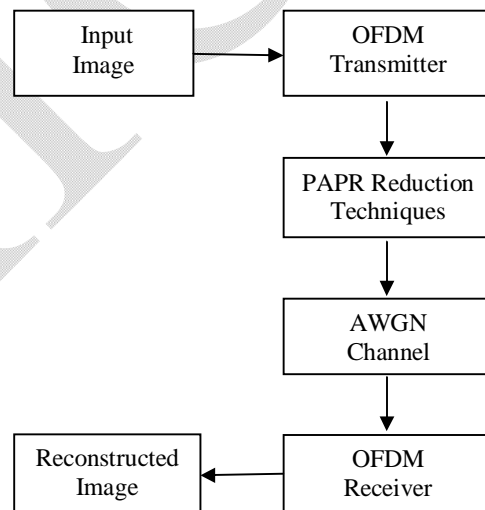 Input
Image
OFDM
Transmitter
PAPR Reduction
Techniques
AWGN
Channel
OFDM
Receiver
Reconstructed
Image